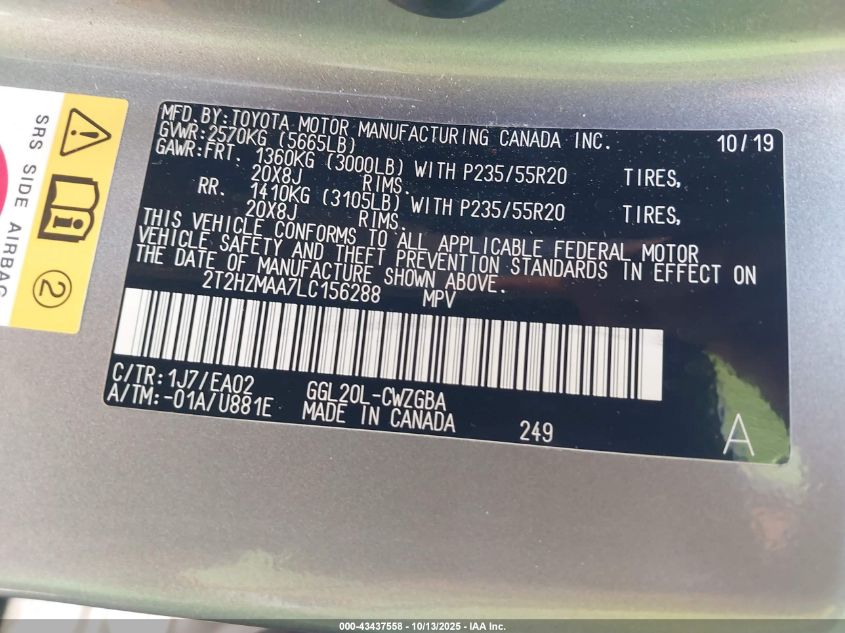 SRS SIDE AIRBAG
2
MFD. BY: TOYOTA MOTOR MANUFACTURING CANADA INC. 10/19
GVWR: 2570KG (5665LB)
GAWR: FRT. 1360KG (3000LB) WITH P235/55R20 TIRES,
20X8J RIMS.
RR. 1410KG (3105LB) WITH P235/55R20 TIRES,
20X8J RIMS.
THIS VEHICLE CONFORMS TO ALL APPLICABLE FEDERAL MOTOR
VEHICLE SAFETY AND THEFT PREVENTION STANDARDS IN EFFECT ON
THE DATE OF MANUFACTURE SHOWN ABOVE.
2T2HZMAA7LC156288 MPV
C/TR: 1J7/EA02 GGL20L-CWZGBA
A/TM: -01A/U881E MADE IN CANADA
249 A
000-43437558 - 10/13/2025 - IAA Inc.